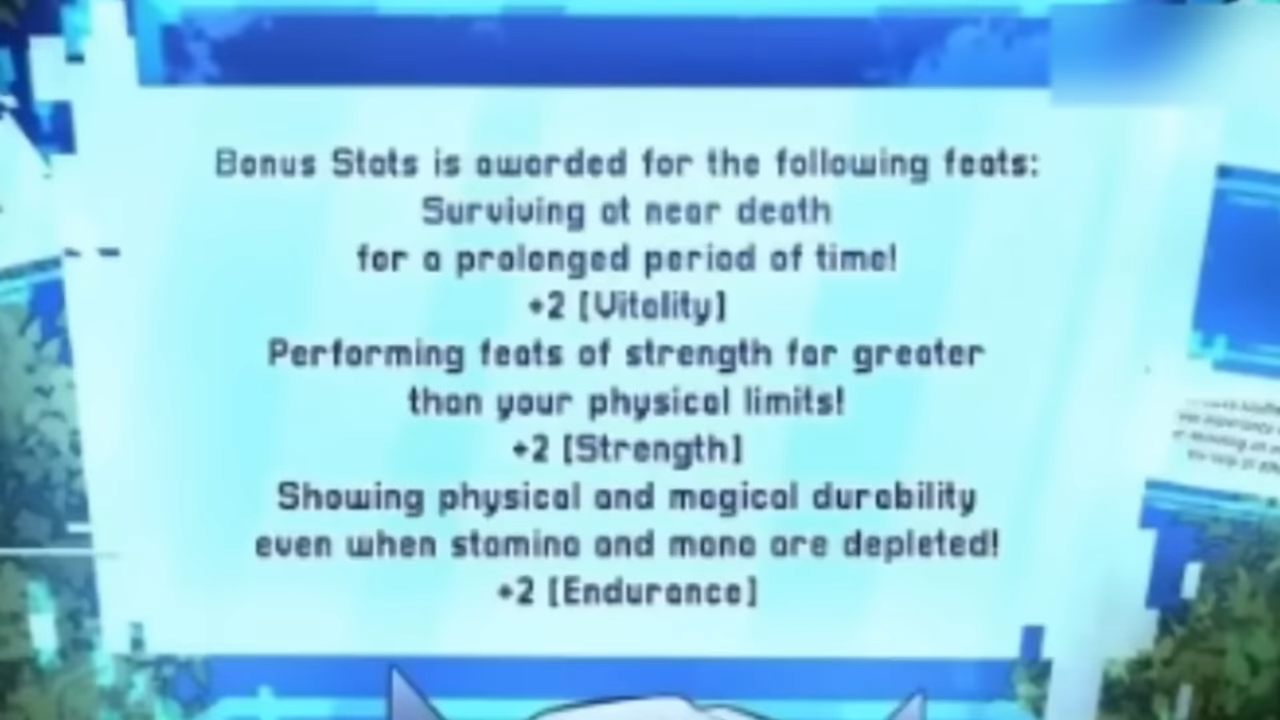 Bonus Stats is awarded for the following feats:
Surviving at near death
for a prolonged period of time!
+2 [Vitality]
Performing feats of strength far greater
than your physical limits!
+2 [Strength]
Showing physical and magical durability
even when stamina and mana are depleted!
+2 [Endurance]